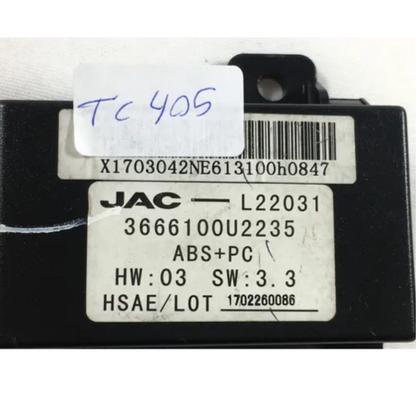 TC 405
X1703042NE613100h0847
JAC — L22031
3666100U2235
ABS+PC
HW:03 SW:3.3
HSAE/LOT 1702260086